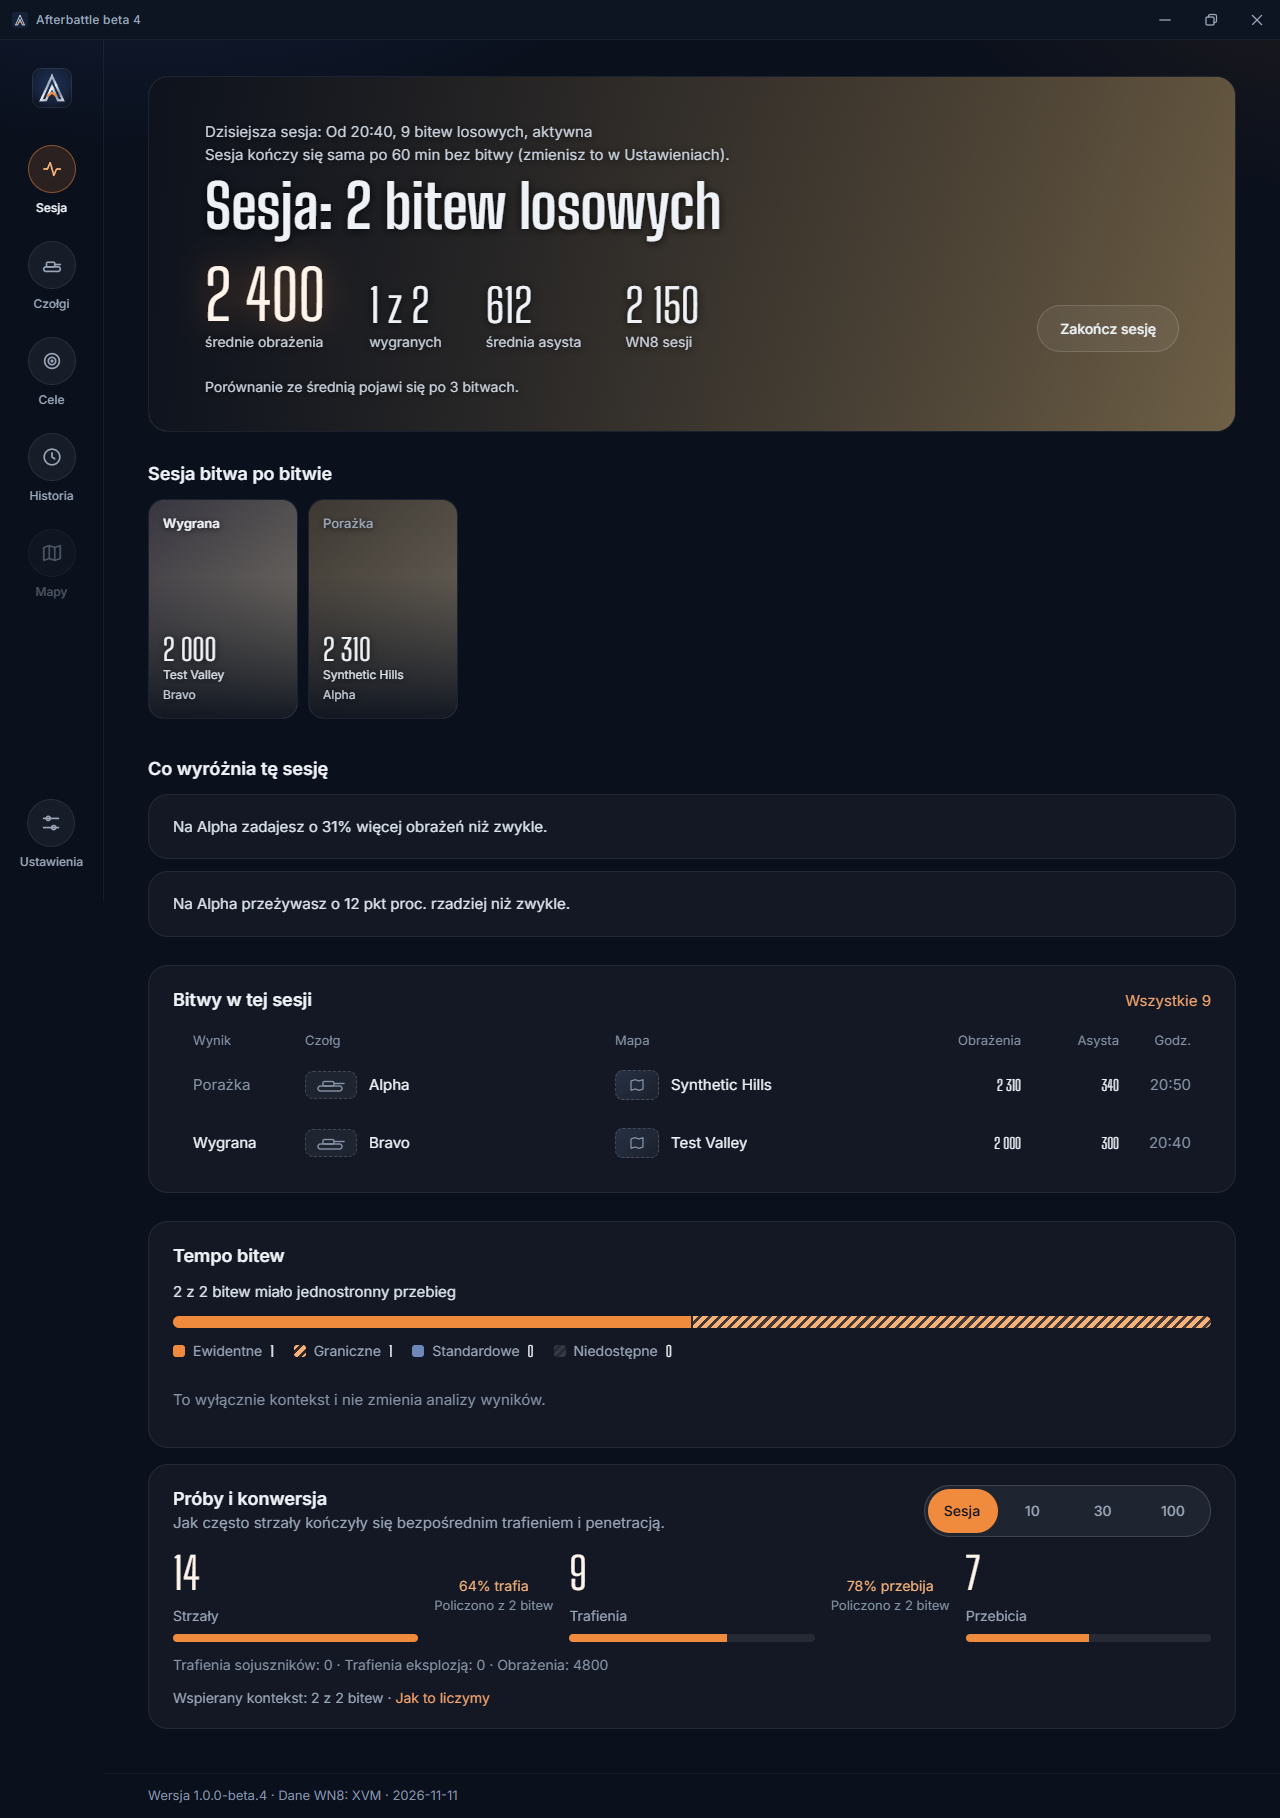 Afterbattle beta 4
Sesja
Czołgi
Cele
Historia
Mapy
Ustawienia
Dzisiejsza sesja: Od 20:40, 9 bitew losowych, aktywna
Sesja kończy się sama po 60 min bez bitwy (zmienisz to w Ustawieniach).
Sesja: 2 bitew losowych
2 400
średnie obrażenia
1 z 2
wygranych
612
średnia asysta
2 150
WN8 sesji
Zakończ sesję
Porównanie ze średnią pojawi się po 3 bitwach.
Sesja bitwa po bitwie
Wygrana
2 000
Test Valley
Bravo
Porażka
2 310
Synthetic Hills
Alpha
Co wyróżnia tę sesję
Na Alpha zadajesz o 31% więcej obrażeń niż zwykle.
Na Alpha przeżywasz o 12 pkt proc. rzadziej niż zwykle.
Bitwy w tej sesji
Wszystkie 9
Wynik Czołg Mapa Obrażenia Asysta Godz.
Porażka Alpha Synthetic Hills 2 310 340 20:50
Wygrana Bravo Test Valley 2 000 300 20:40
Tempo bitew
2 z 2 bitew miało jednostronny przebieg
Ewidentne 1 Graniczne 1 Standardowe 0 Niedostępne 0
To wyłącznie kontekst i nie zmienia analizy wyników.
Próby i konwersja
Jak często strzały kończyły się bezpośrednim trafieniem i penetracją.
Sesja 10 30 100
14
Strzały
64% trafia
Policzono z 2 bitew
9
Trafienia
78% przebija
Policzono z 2 bitew
7
Przebicia
Trafienia sojuszników: 0 · Trafienia eksplozją: 0 · Obrażenia: 4800
Wspierany kontekst: 2 z 2 bitew · Jak to liczymy
Wersja 1.0.0-beta.4 · Dane WN8: XVM · 2026-11-11